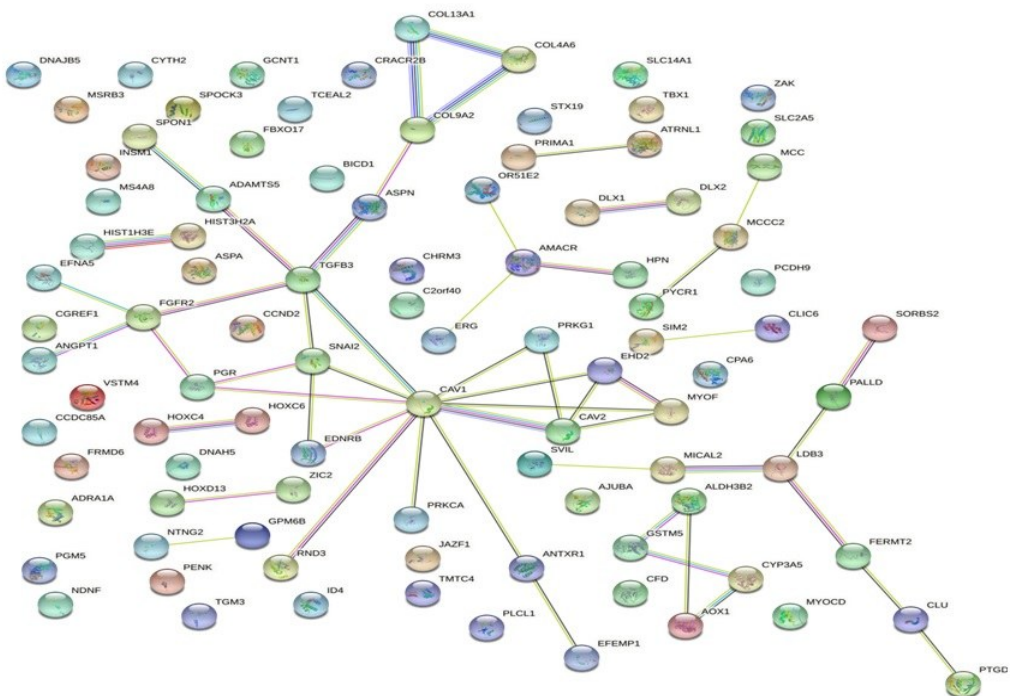 COL13A1
COL4A6
DNAJB5
CYTH2
GCNT1
CRACR2B
SLC14A1
ZAK
MSRB3
SPOCK3
TCEAL2
COL9A2
STX19
TBX1
SLC2A5
SPON1
FBXO17
PRIMA1
ATRNL1
MCC
INSM1
BICD1
OR51E2
MS4A8
ADAMTS5
ASPN
DLX1
DLX2
HIST3H2A
MCCC2
HIST1H3E
AMACR
HPN
EFNA5
ASPA
TGFB3
CHRM3
PCDH9
C2orf40
PYCR1
FGFR2
CGREF1
CCND2
ERG
SIM2
CLIC6
SORBS2
ANGPT1
PRKG1
SNAI2
EHD2
CPA6
PGR
VSTM4
CAV1
MYOF
PALLD
CCDC85A
HOXC4
HOXC6
CAV2
EDNRB
FRMD6
DNAH5
SVIL
MICAL2
LDB3
ADRA1A
HOXD13
ZIC2
AJUBA
ALDH3B2
PRKCA
NTNG2
GPM6B
GSTM5
FERMT2
PGM5
PENK
RND3
JAZF1
ANTXR1
CYP3A5
NDNF
TGM3
ID4
TMTC4
CFD
AOX1
MYOCD
CLU
PLCL1
EFEMP1
PTGD